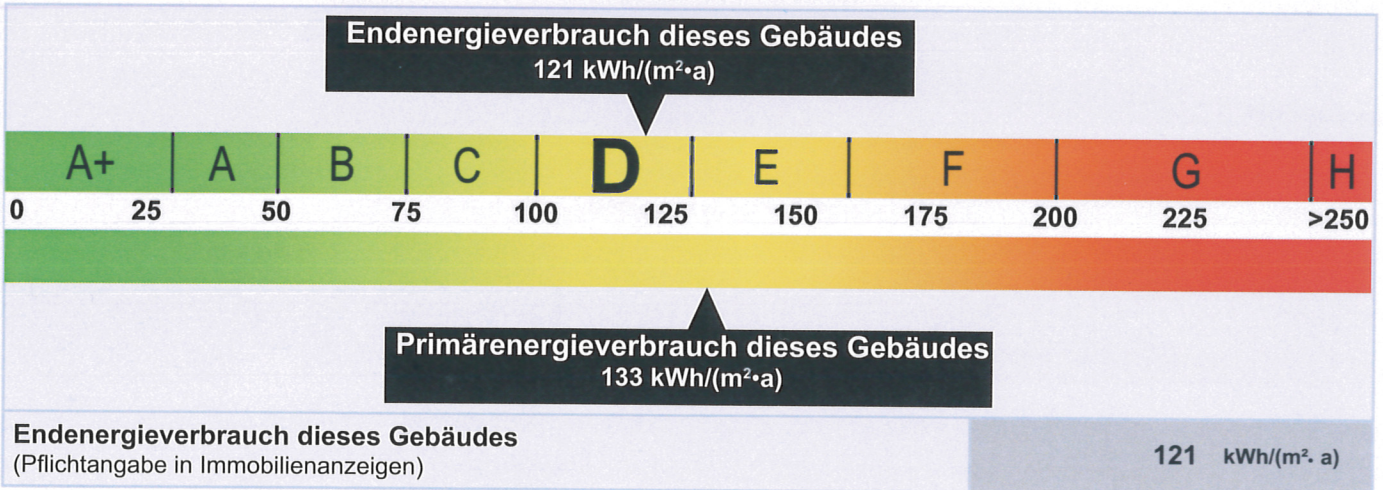 Endenergieverbrauch dieses Gebäudes
121 kWh/(m²•a)
A+ A B C D E F G H
0 25 50 75 100 125 150 175 200 225 >250
Primärenergieverbrauch dieses Gebäudes
133 kWh/(m²•a)
Endenergieverbrauch dieses Gebäudes
(Pflichtangabe in Immobilienanzeigen)
121 kWh/(m²· a)